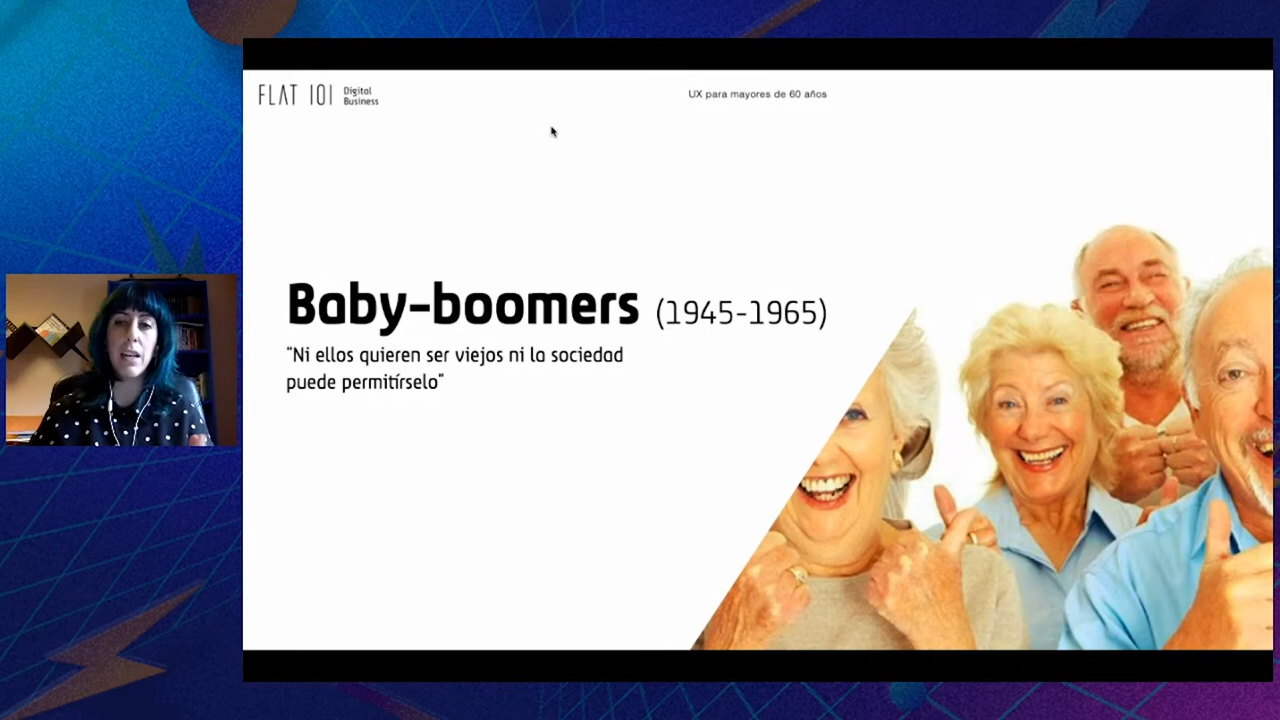 FLAT 101 Digital
Business
UX para mayores de 60 años
Baby-boomers (1945-1965)
"Ni ellos quieren ser viejos ni la sociedad
puede permitírselo"